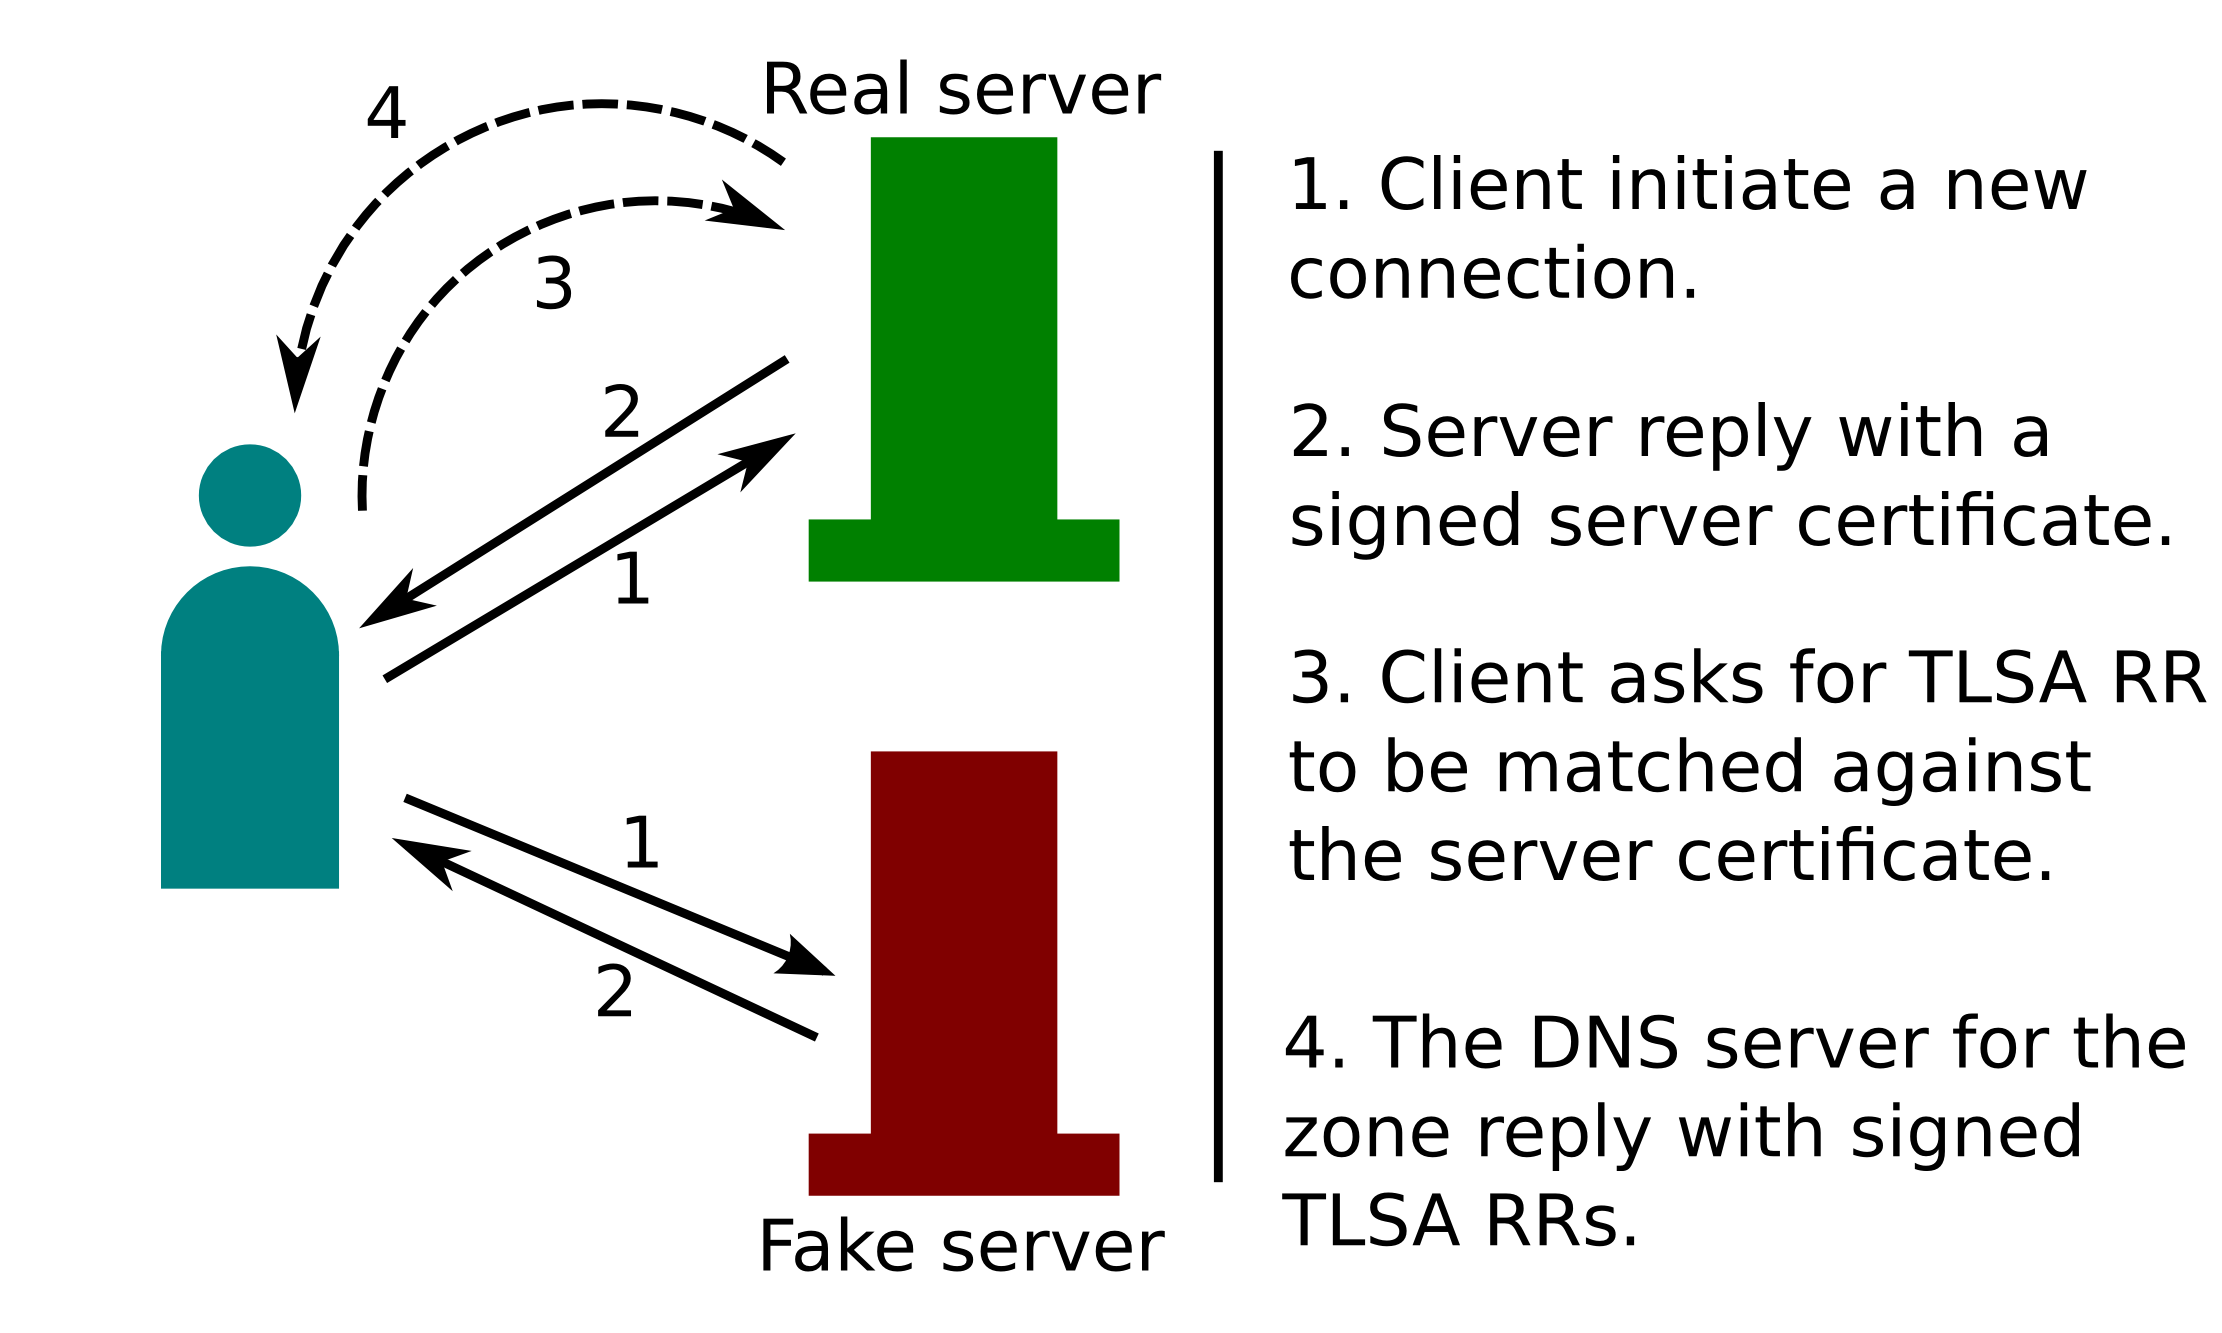 Real server
4
3
2
1
1
2
Fake server
1. Client initiate a new
connection.
2. Server reply with a
signed server certificate.
3. Client asks for TLSA RR
to be matched against
the server certificate.
4. The DNS server for the
zone reply with signed
TLSA RRs.